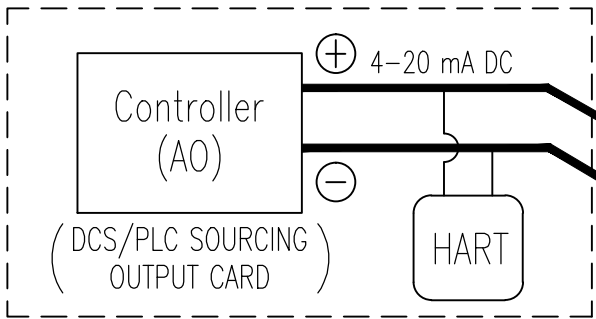 +
4-20 mA DC
Controller
(AO)
−
(DCS/PLC SOURCING
OUTPUT CARD)
HART